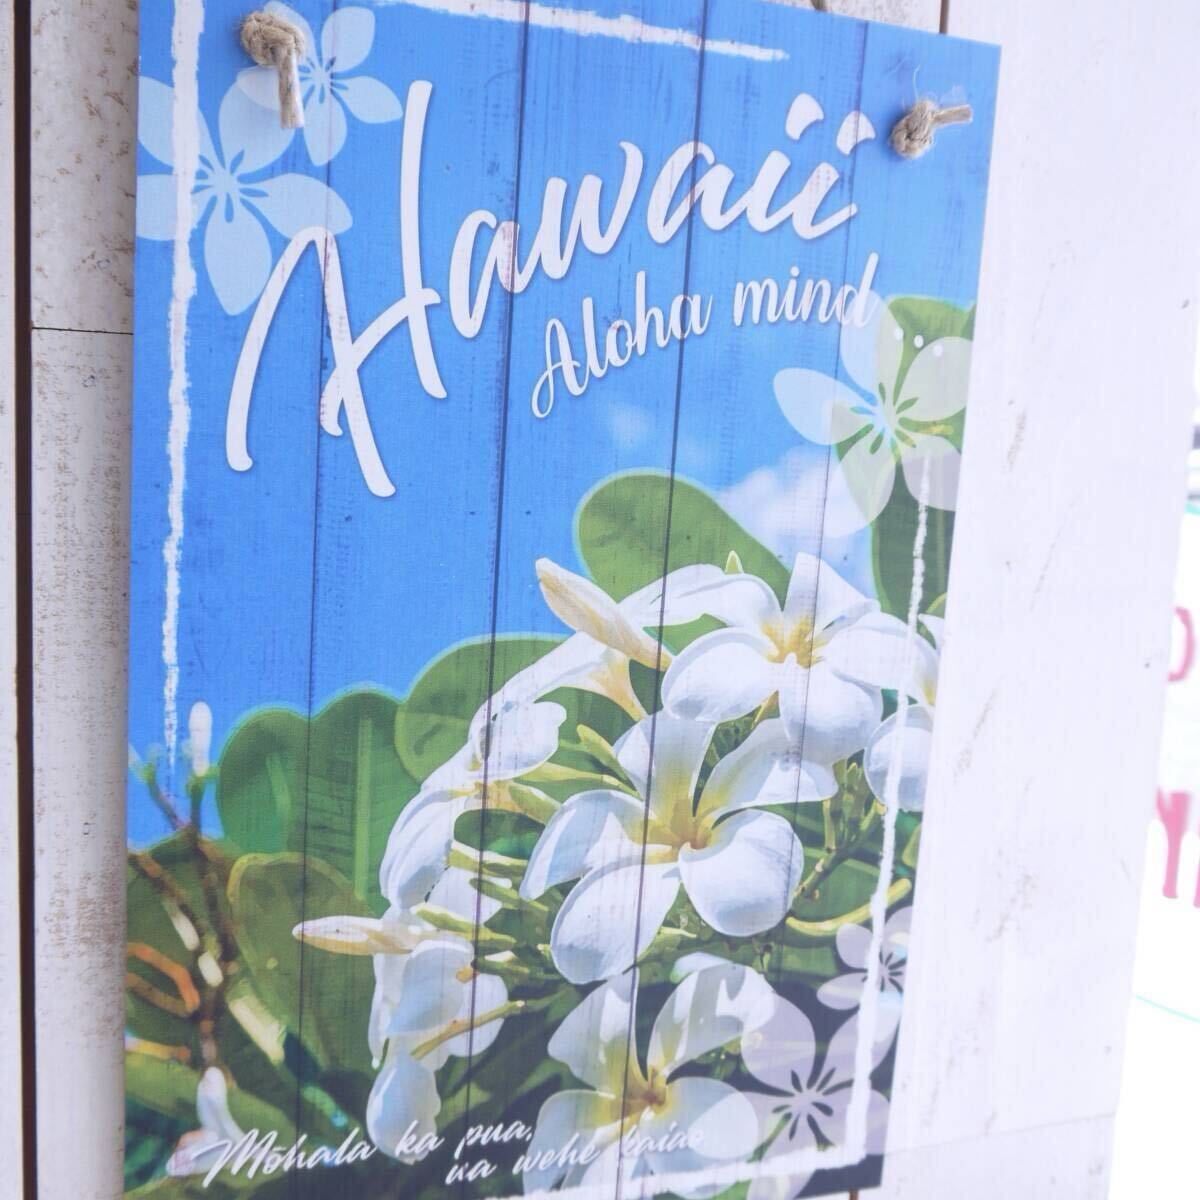 Hawaii
Aloha mind...
Mōhala ka pua,
ua wehe kaiao